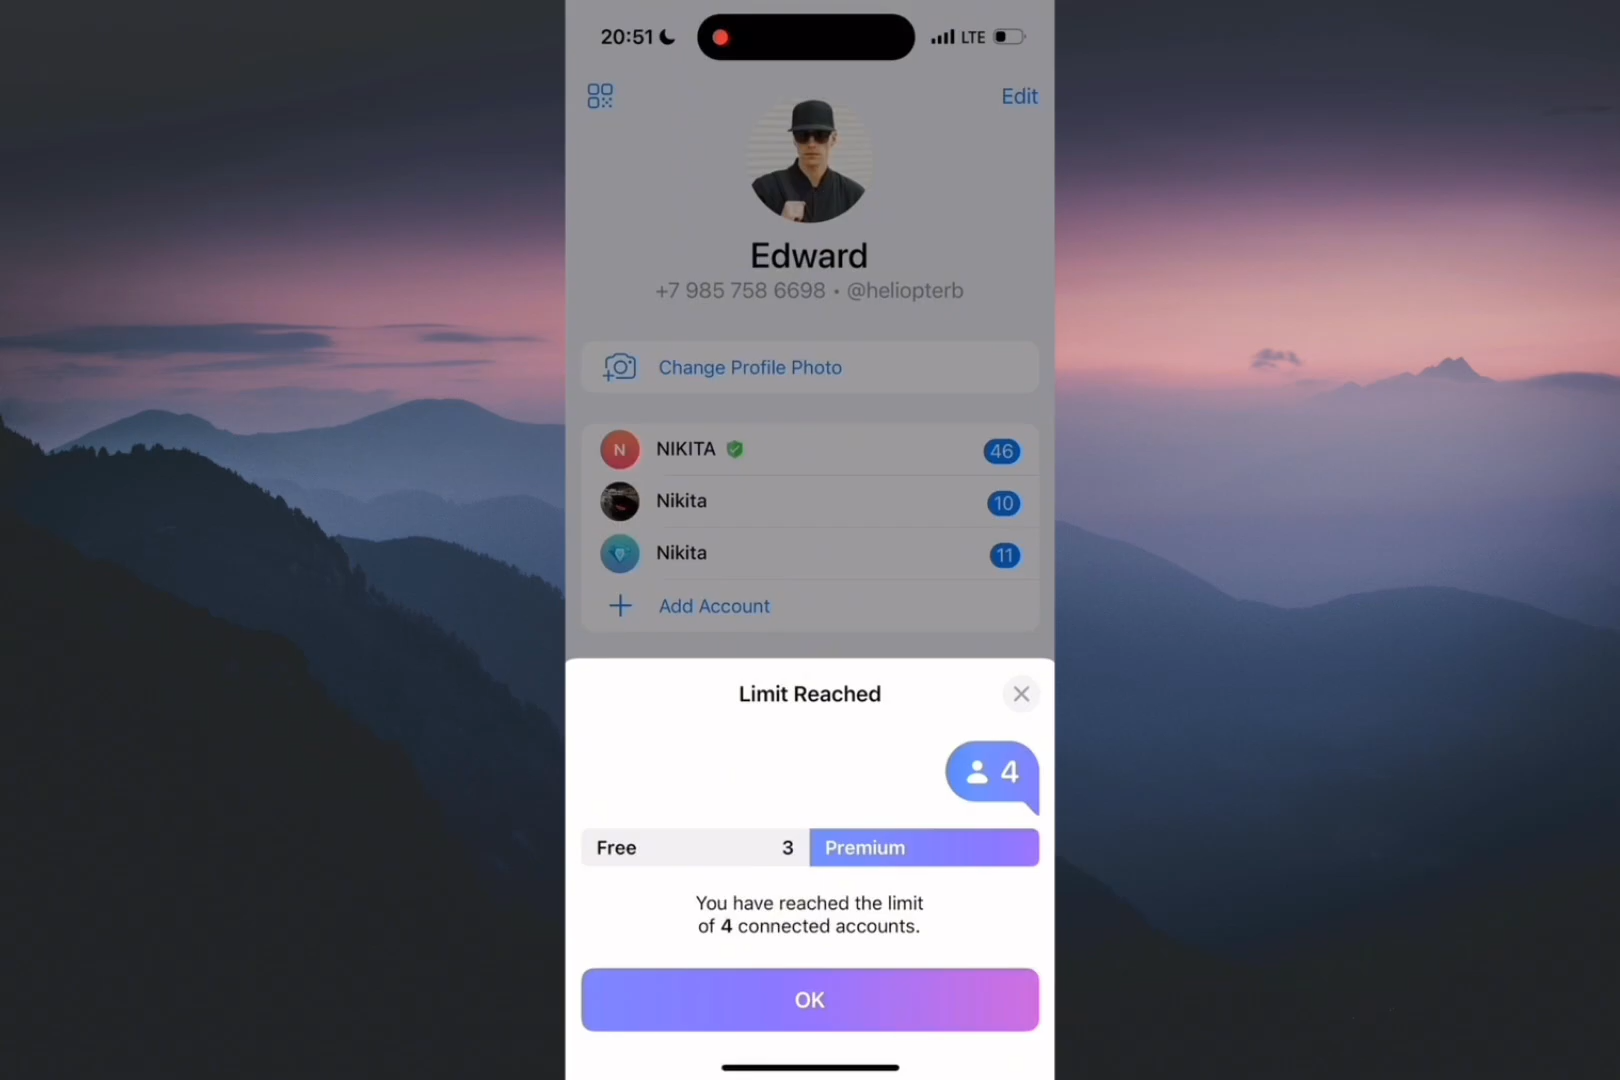 20:51 LTE
Edit
Edward
+7 985 758 6698 • @heliopterb
Change Profile Photo
N NIKITA 46
Nikita 10
Nikita 11
Add Account
Limit Reached
4
Free 3 Premium
You have reached the limit
of 4 connected accounts.
OK